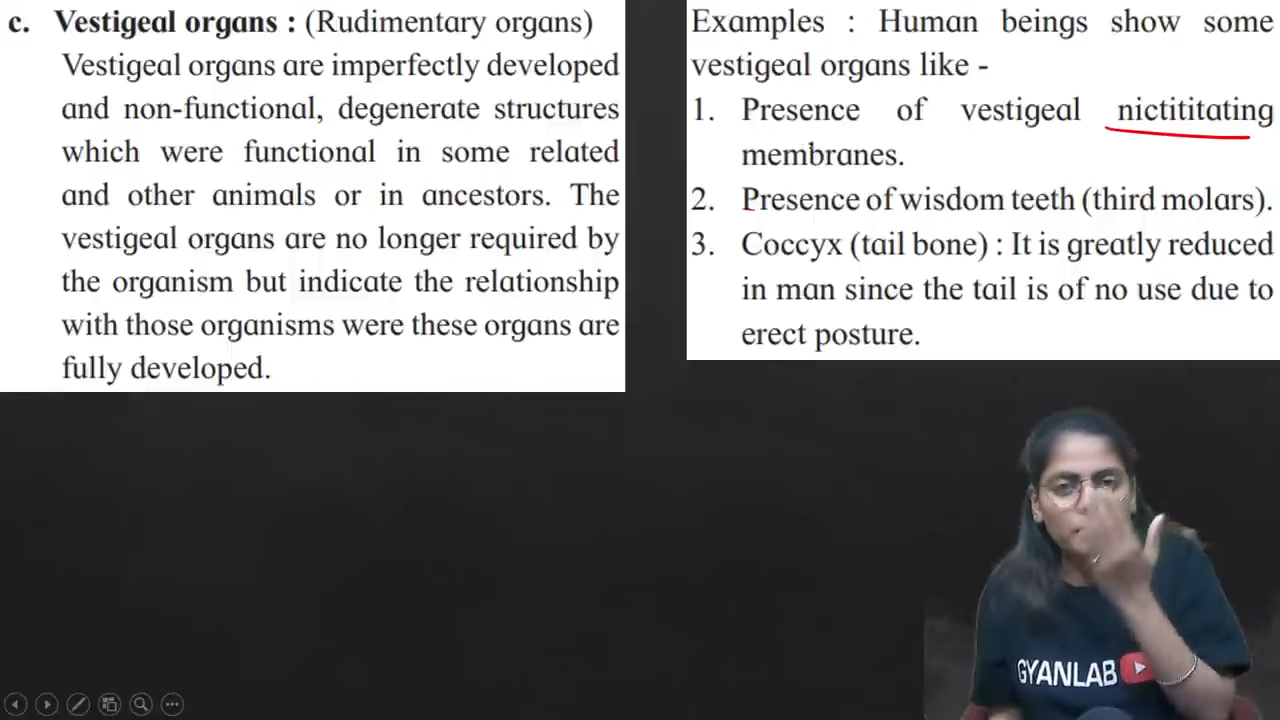 c. Vestigeal organs : (Rudimentary organs)
Vestigeal organs are imperfectly developed
and non-functional, degenerate structures
which were functional in some related
and other animals or in ancestors. The
vestigeal organs are no longer required by
the organism but indicate the relationship
with those organisms were these organs are
fully developed.
Examples : Human beings show some
vestigeal organs like -
1. Presence of vestigeal nictititating
membranes.
2. Presence of wisdom teeth (third molars).
3. Coccyx (tail bone) : It is greatly reduced
in man since the tail is of no use due to
erect posture.
GYANLAB